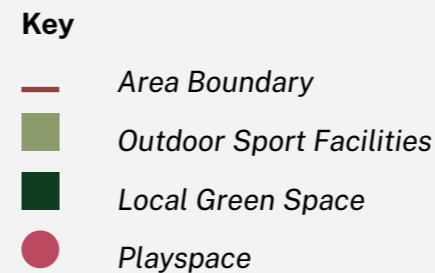 Key
Area Boundary
Outdoor Sport Facilities
Local Green Space
Playspace